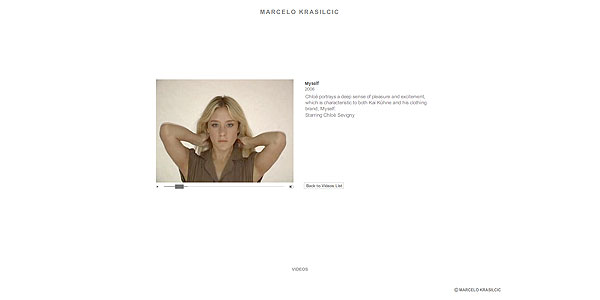 MARCELO KRASILCIC
Myself
2006
Chloë portrays a deep sense of pleasure and excitement,
which is characteristic to both Kai Kühne and his clothing
brand, Myself.
Starring Chloë Sevigny
Back to Videos List
VIDEOS
© MARCELO KRASILCIC